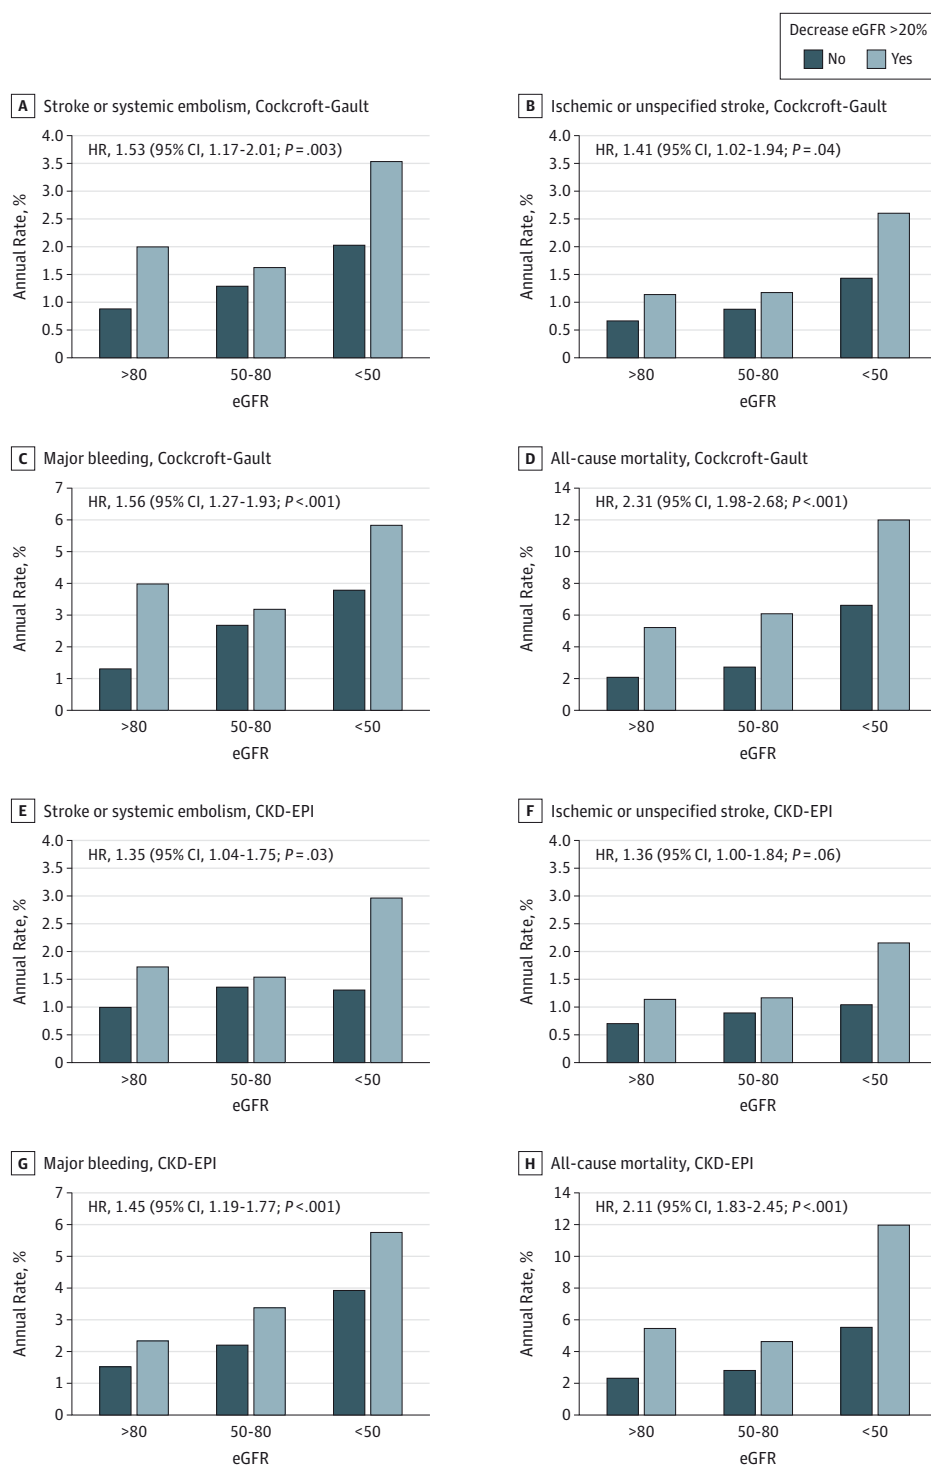 Decrease eGFR >20%
No Yes
A Stroke or systemic embolism, Cockcroft-Gault
HR, 1.53 (95% CI, 1.17-2.01; P = .003)
Annual Rate, %
4.0
3.5
3.0
2.5
2.0
1.5
1.0
0.5
0
>80 50-80 <50
eGFR
B Ischemic or unspecified stroke, Cockcroft-Gault
HR, 1.41 (95% CI, 1.02-1.94; P = .04)
Annual Rate, %
4.0
3.5
3.0
2.5
2.0
1.5
1.0
0.5
0
>80 50-80 <50
eGFR
C Major bleeding, Cockcroft-Gault
HR, 1.56 (95% CI, 1.27-1.93; P <.001)
Annual Rate, %
7
6
5
4
3
2
1
0
>80 50-80 <50
eGFR
D All-cause mortality, Cockcroft-Gault
HR, 2.31 (95% CI, 1.98-2.68; P <.001)
Annual Rate, %
14
12
10
8
6
4
2
0
>80 50-80 <50
eGFR
E Stroke or systemic embolism, CKD-EPI
HR, 1.35 (95% CI, 1.04-1.75; P = .03)
Annual Rate, %
4.0
3.5
3.0
2.5
2.0
1.5
1.0
0.5
0
>80 50-80 <50
eGFR
F Ischemic or unspecified stroke, CKD-EPI
HR, 1.36 (95% CI, 1.00-1.84; P = .06)
Annual Rate, %
4.0
3.5
3.0
2.5
2.0
1.5
1.0
0.5
0
>80 50-80 <50
eGFR
G Major bleeding, CKD-EPI
HR, 1.45 (95% CI, 1.19-1.77; P <.001)
Annual Rate, %
7
6
5
4
3
2
1
0
>80 50-80 <50
eGFR
H All-cause mortality, CKD-EPI
HR, 2.11 (95% CI, 1.83-2.45; P <.001)
Annual Rate, %
14
12
10
8
6
4
2
0
>80 50-80 <50
eGFR